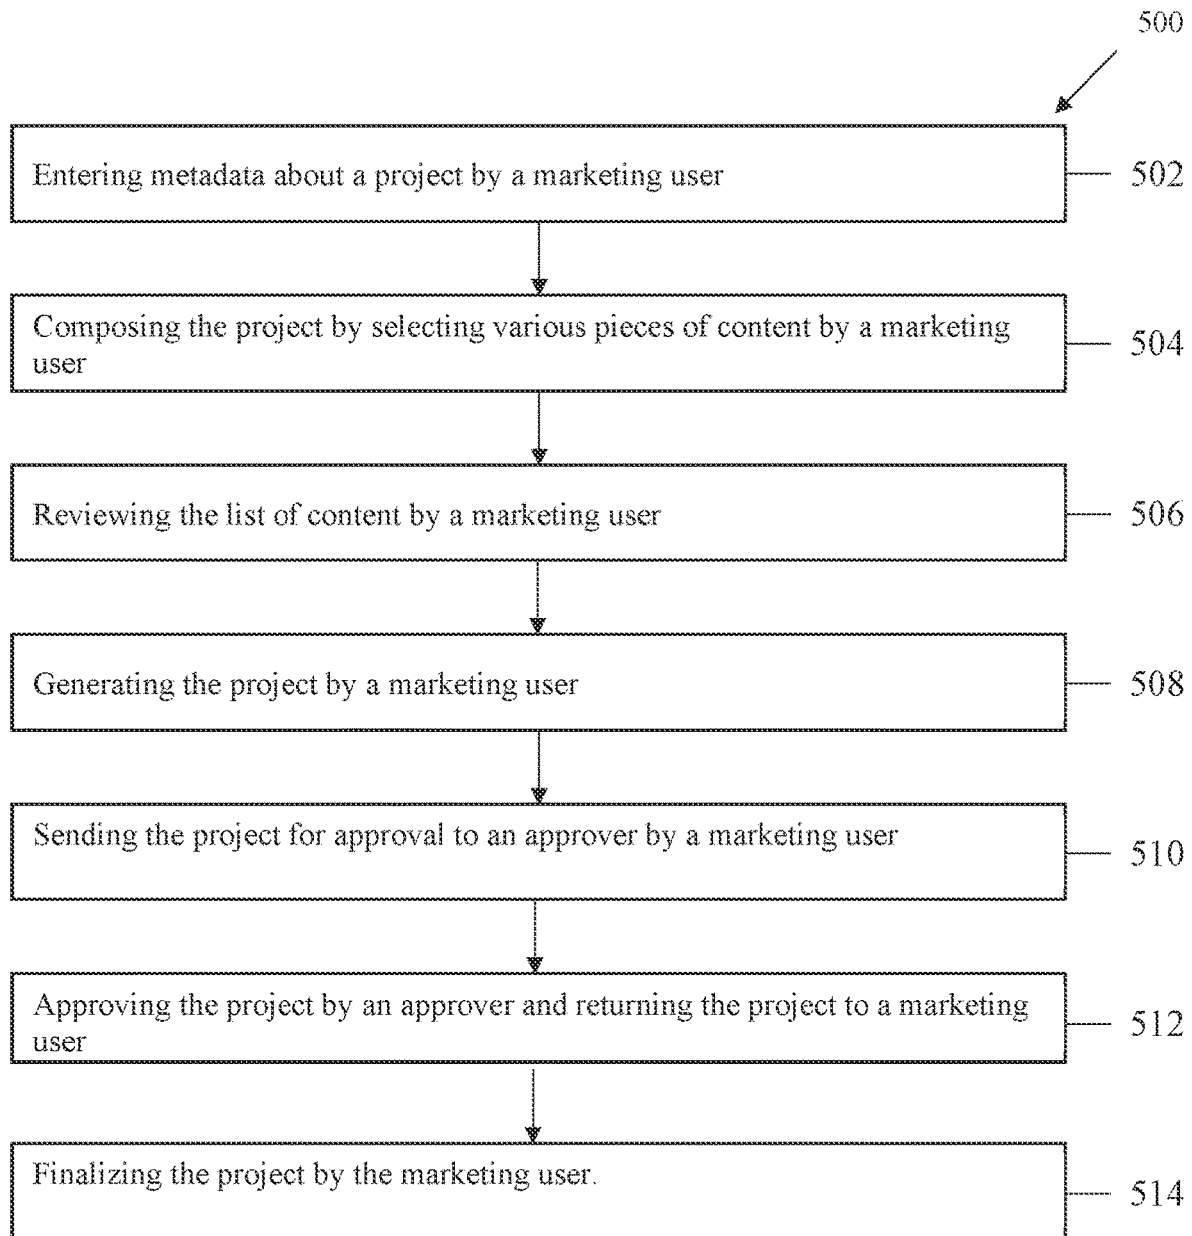 500
Entering metadata about a project by a marketing user
502
Composing the project by selecting various pieces of content by a marketing
user
504
Reviewing the list of content by a marketing user
506
Generating the project by a marketing user
508
Sending the project for approval to an approver by a marketing user
510
Approving the project by an approver and returning the project to a marketing
user
512
Finalizing the project by the marketing user.
514